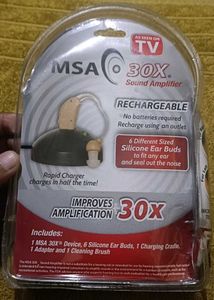 AS SEEN ON
TV
MSA 30X
Sound Amplifier
RECHARGEABLE
No batteries required
Recharge using an outlet
6 Different Sized
Silicone Ear Buds
to fit any ear
and seal out the noise
Rapid Charger
charges in half the time!
IMPROVES
AMPLIFICATION 30X
Includes:
1 MSA 30X Device, 6 Silicone Ear Buds, 1 Charging Cradle,
1 Adapter and 1 Cleaning Brush